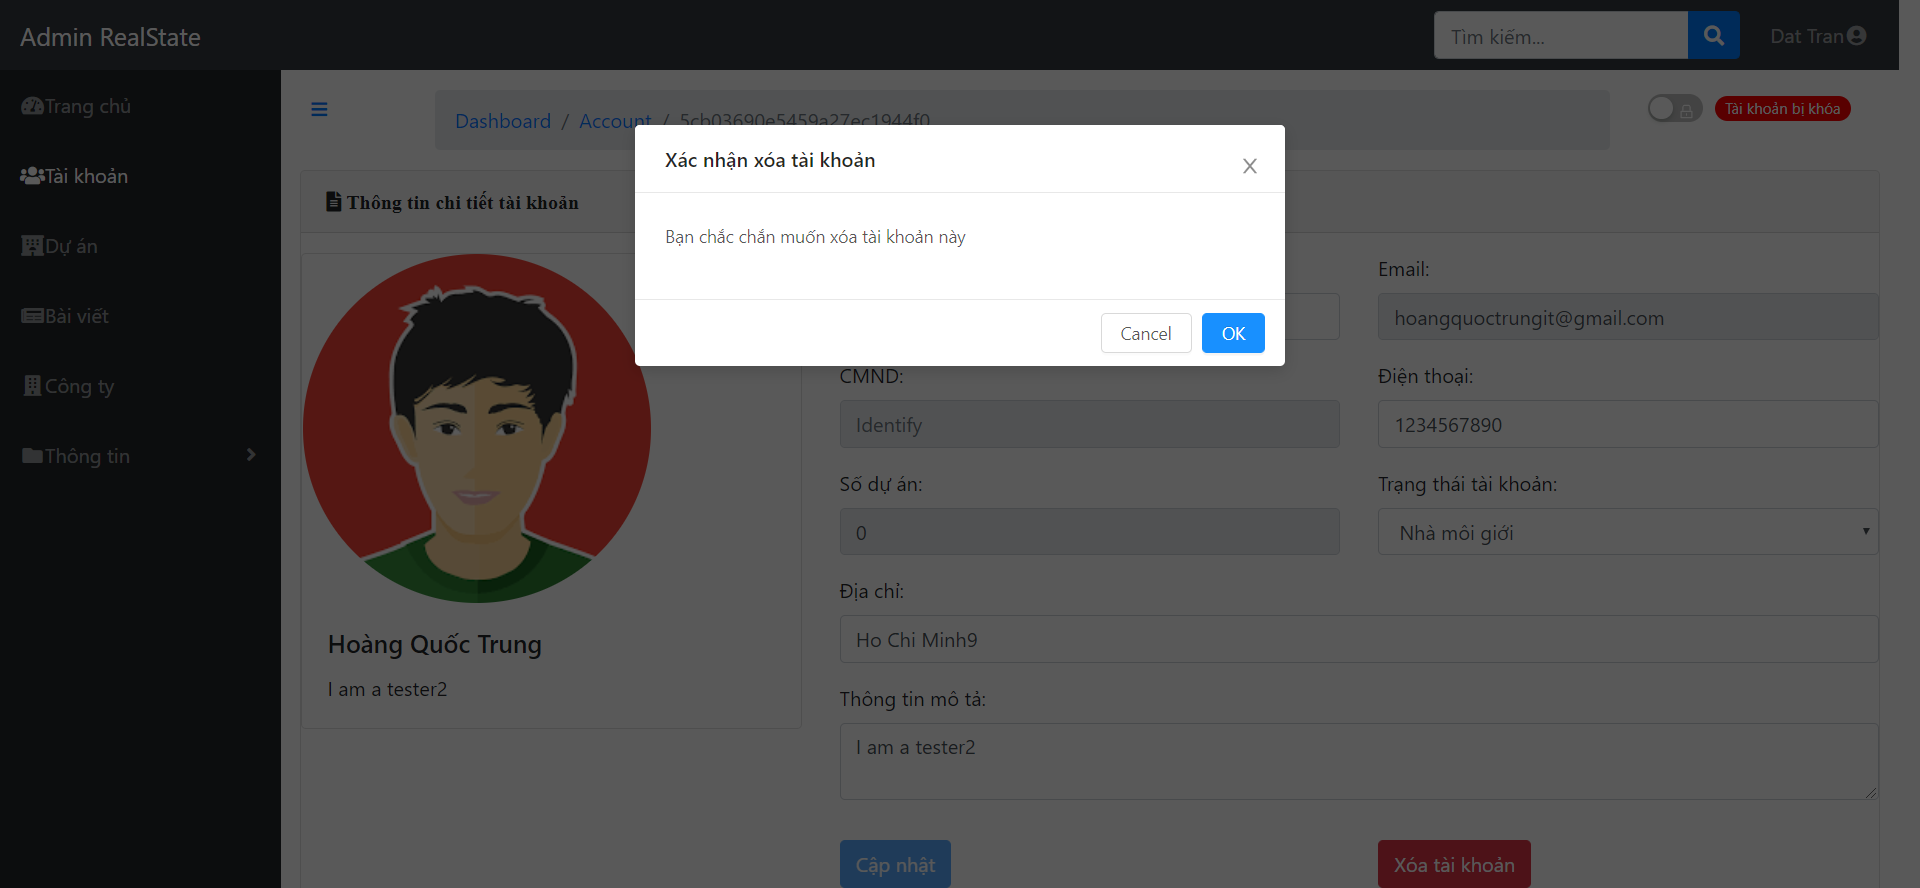 Admin RealState
Tìm kiếm...
Dat Tran
Trang chủ
Tài khoản
Dự án
Bài viết
Công ty
Thông tin
Dashboard / Account / 5cb03690e5459a27ec1944f0
Tài khoản bị khóa
Thông tin chi tiết tài khoản
Xác nhận xóa tài khoản
Bạn chắc chắn muốn xóa tài khoản này
Cancel
OK
Hoàng Quốc Trung
I am a tester2
Email:
hoangquoctrungit@gmail.com
CMND:
Identify
Điện thoại:
1234567890
Số dự án:
0
Trạng thái tài khoản:
Nhà môi giới
Địa chỉ:
Ho Chi Minh9
Thông tin mô tả:
I am a tester2
Cập nhật
Xóa tài khoản